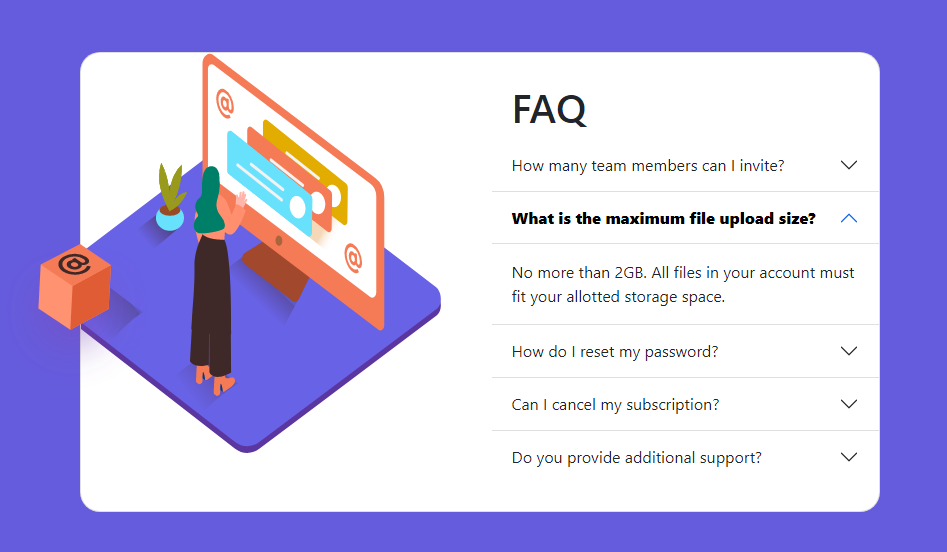 @
@
@
FAQ
How many team members can I invite?
What is the maximum file upload size?
No more than 2GB. All files in your account must
fit your allotted storage space.
How do I reset my password?
Can I cancel my subscription?
Do you provide additional support?